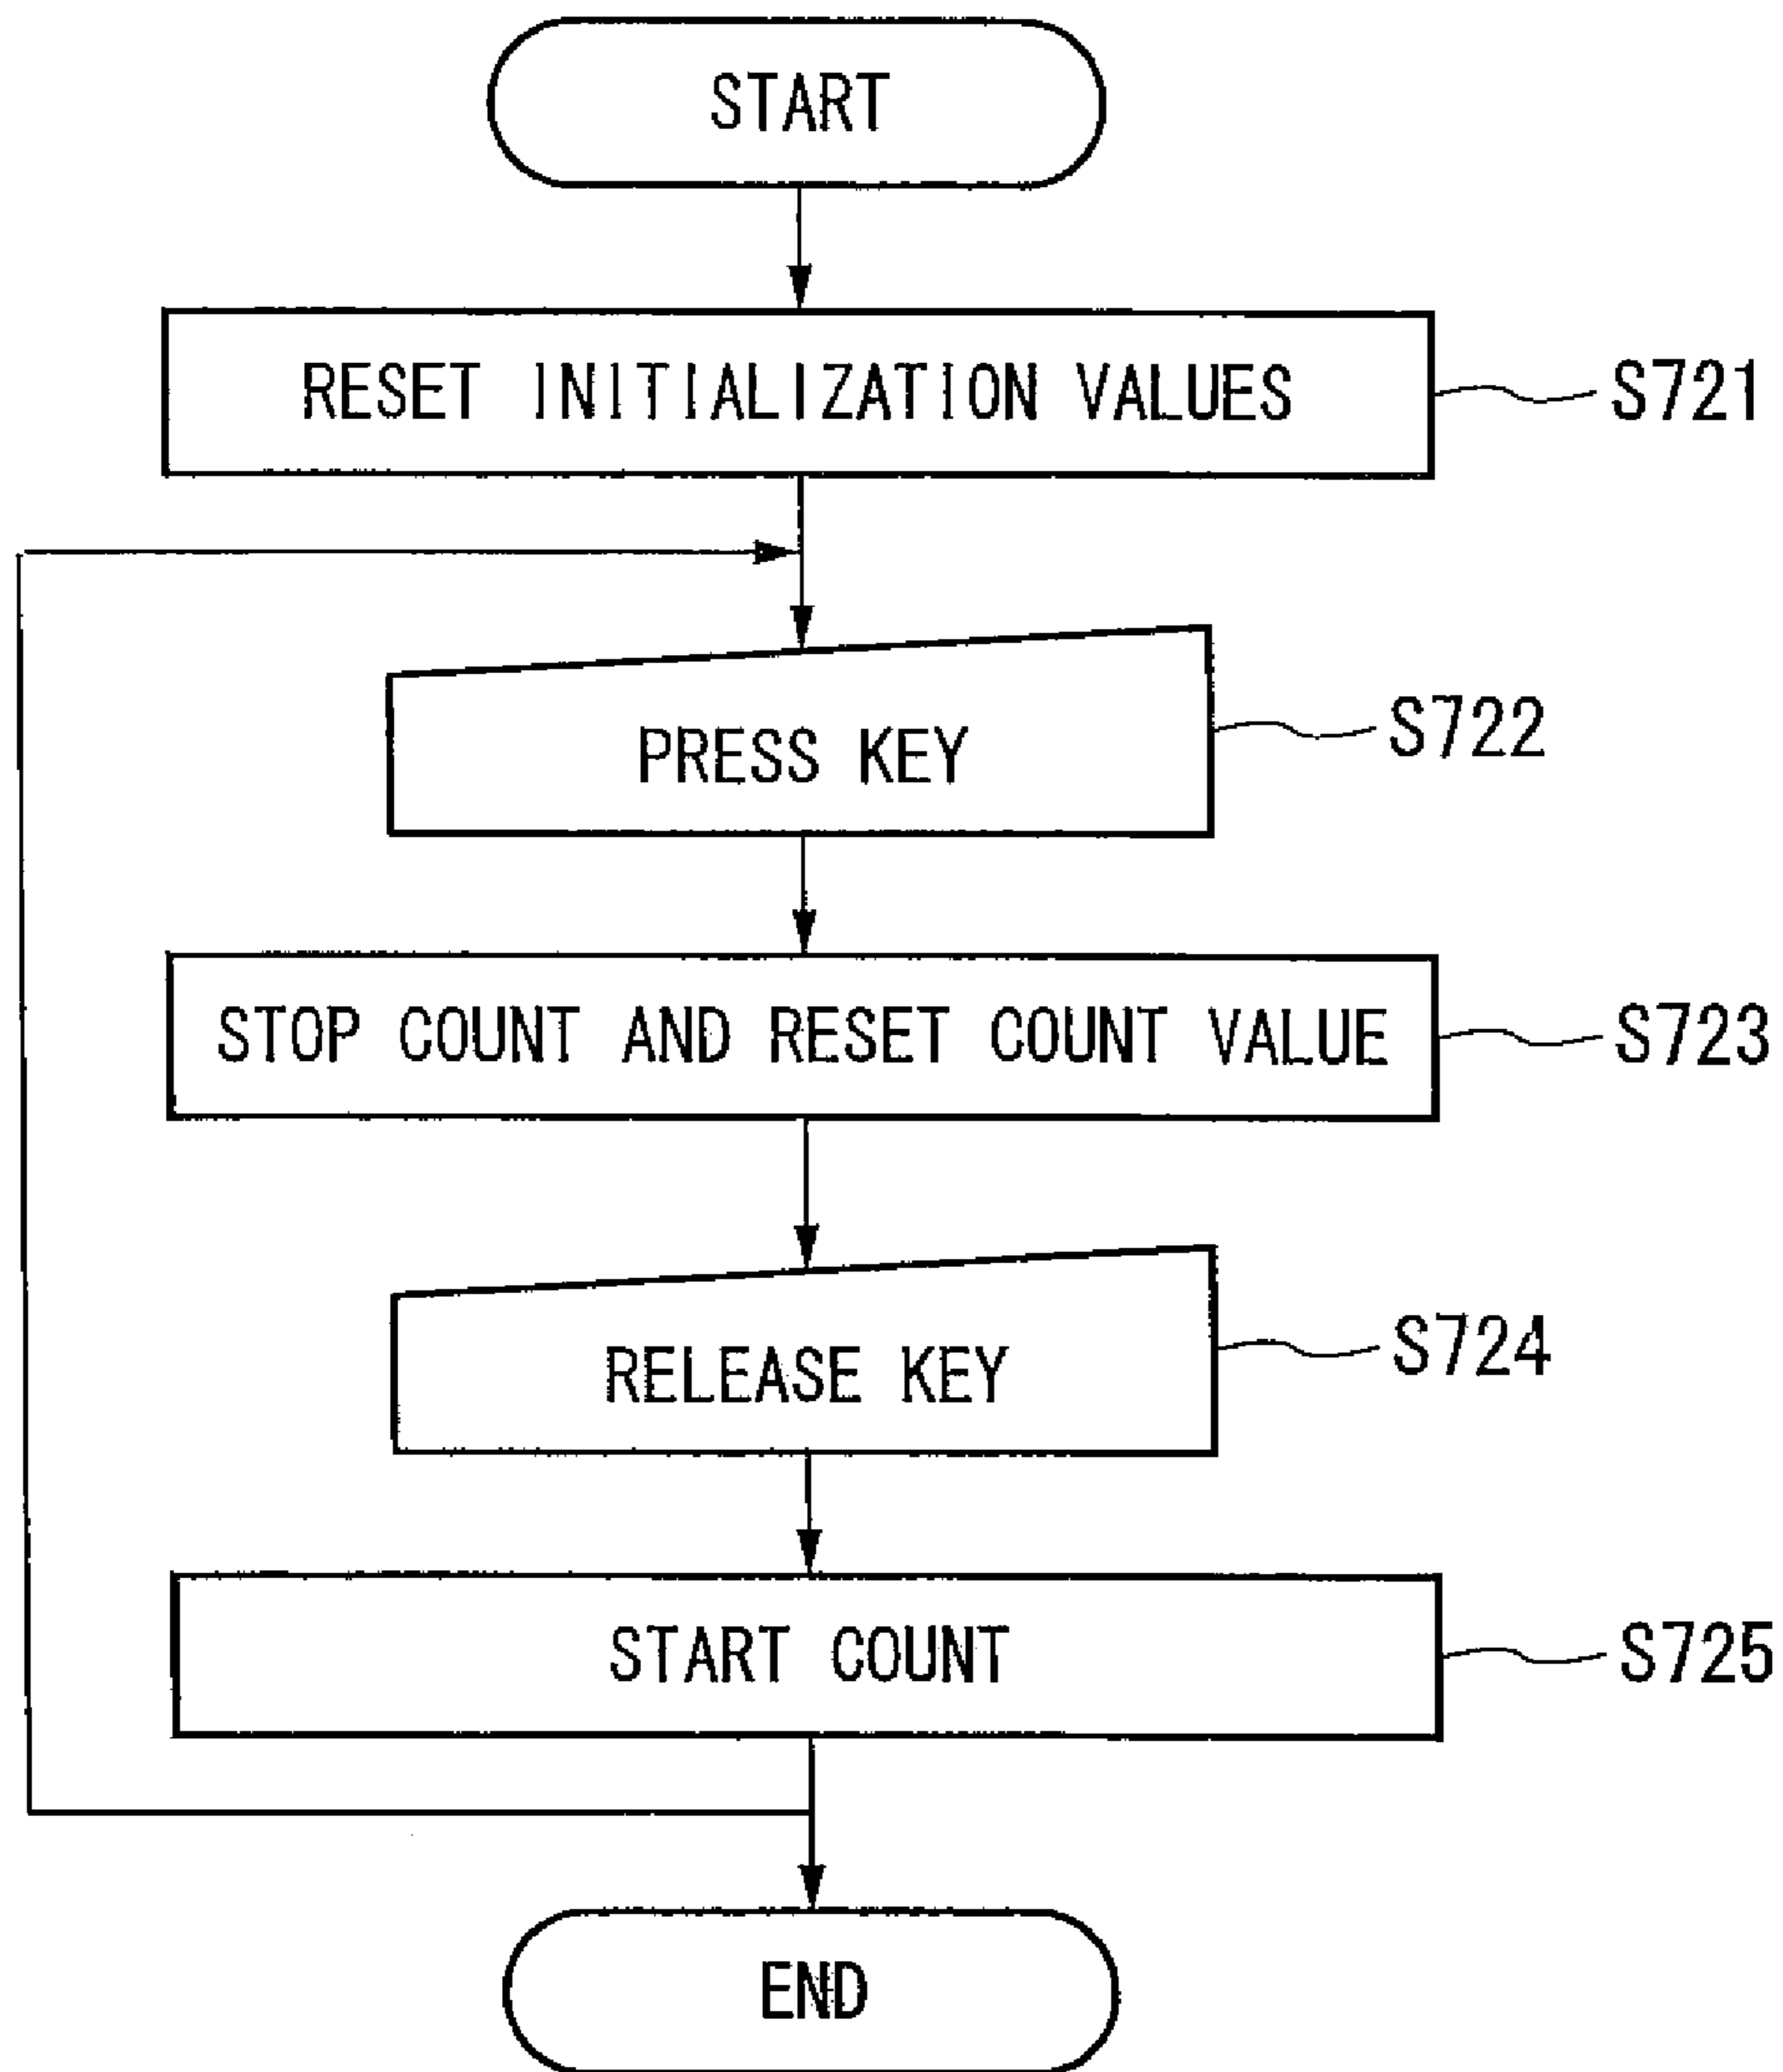 START
RESET INITIALIZATION VALUES
S721
PRESS KEY
S722
STOP COUNT AND RESET COUNT VALUE
S723
RELEASE KEY
S724
START COUNT
S725
END